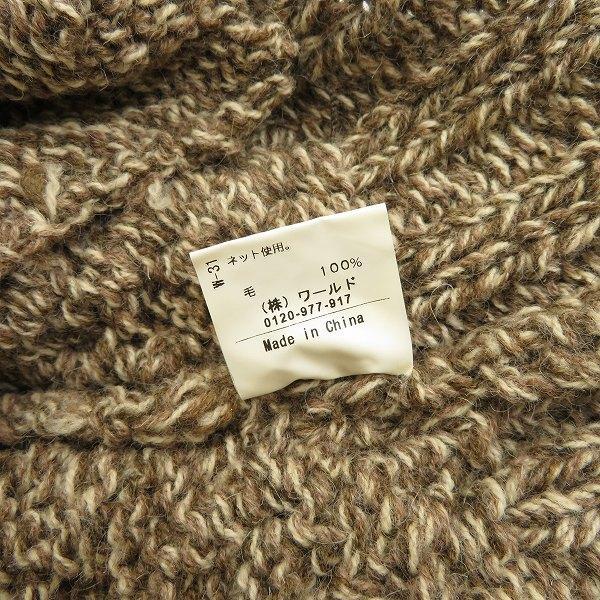 W-31
ネット使用。
毛 100%
(株) ワールド
0120-977-917
Made in China